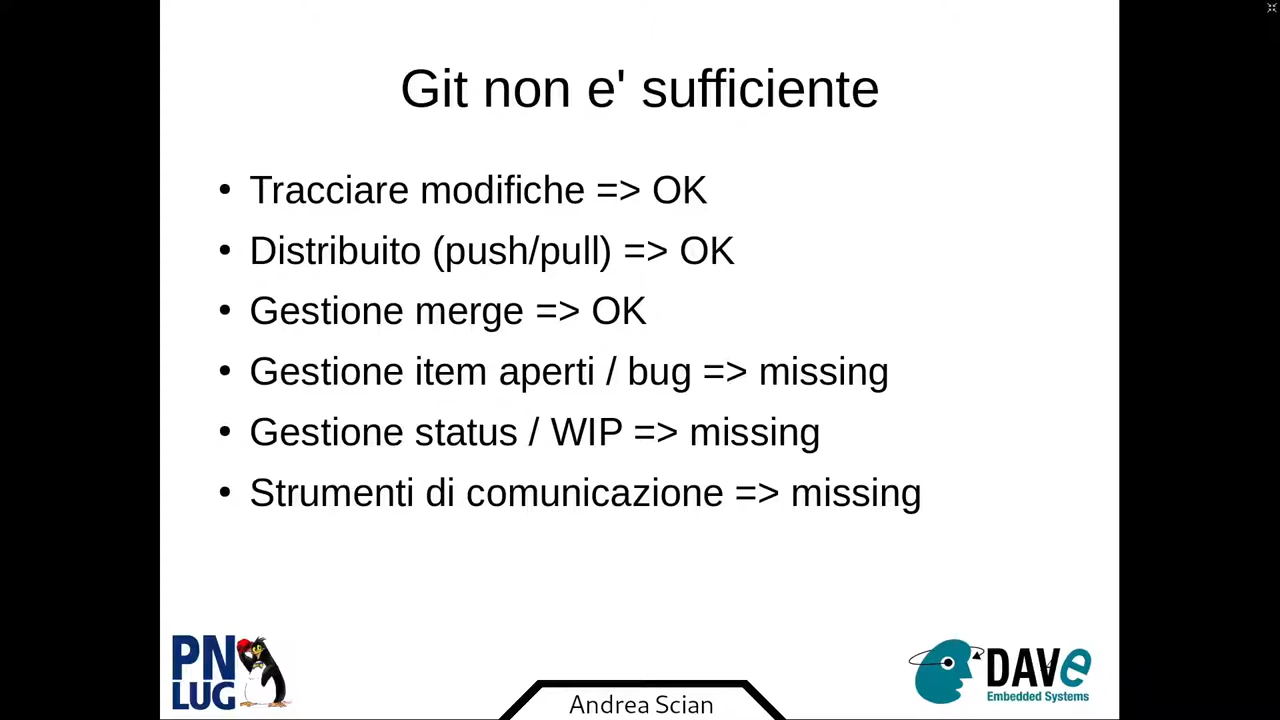 Git non e' sufficiente
• Tracciare modifiche => OK
• Distribuito (push/pull) => OK
• Gestione merge => OK
• Gestione item aperti / bug => missing
• Gestione status / WIP => missing
• Strumenti di comunicazione => missing
PN
LUG
Andrea Scian
DAVe
Embedded Systems